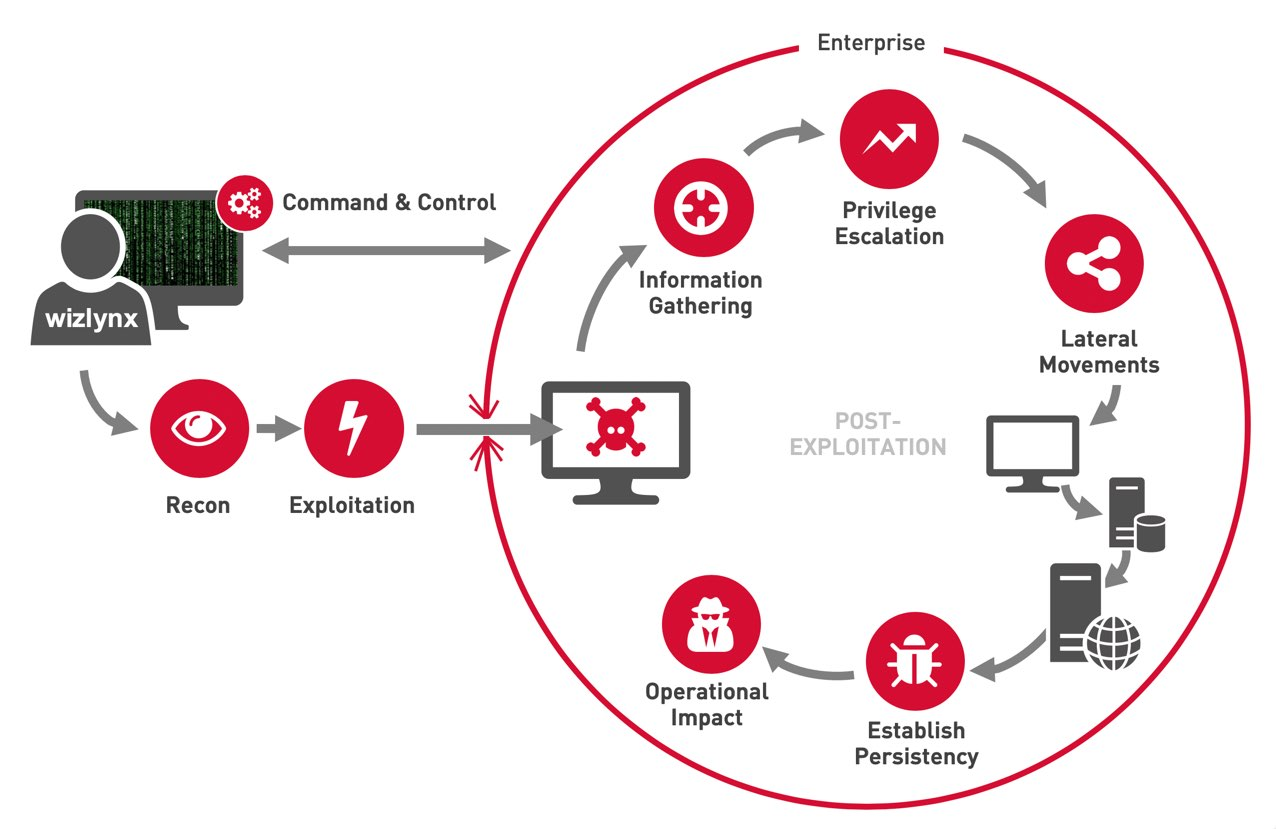 Enterprise
Command & Control
wizlynx
Recon
Exploitation
Information
Gathering
Privilege
Escalation
Lateral
Movements
POST-
EXPLOITATION
Establish
Persistency
Operational
Impact